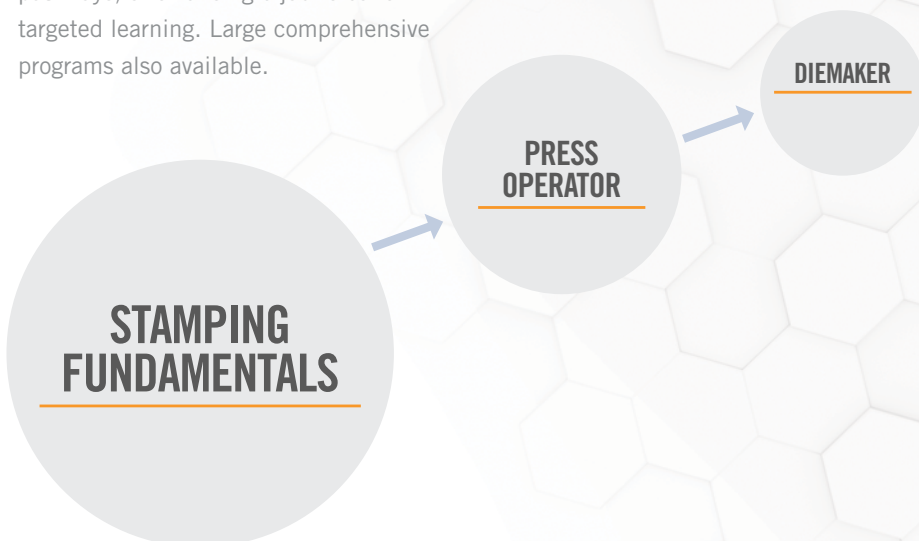 targeted learning. Large comprehensive
programs also available.
DIEMAKER
PRESS
OPERATOR
STAMPING
FUNDAMENTALS